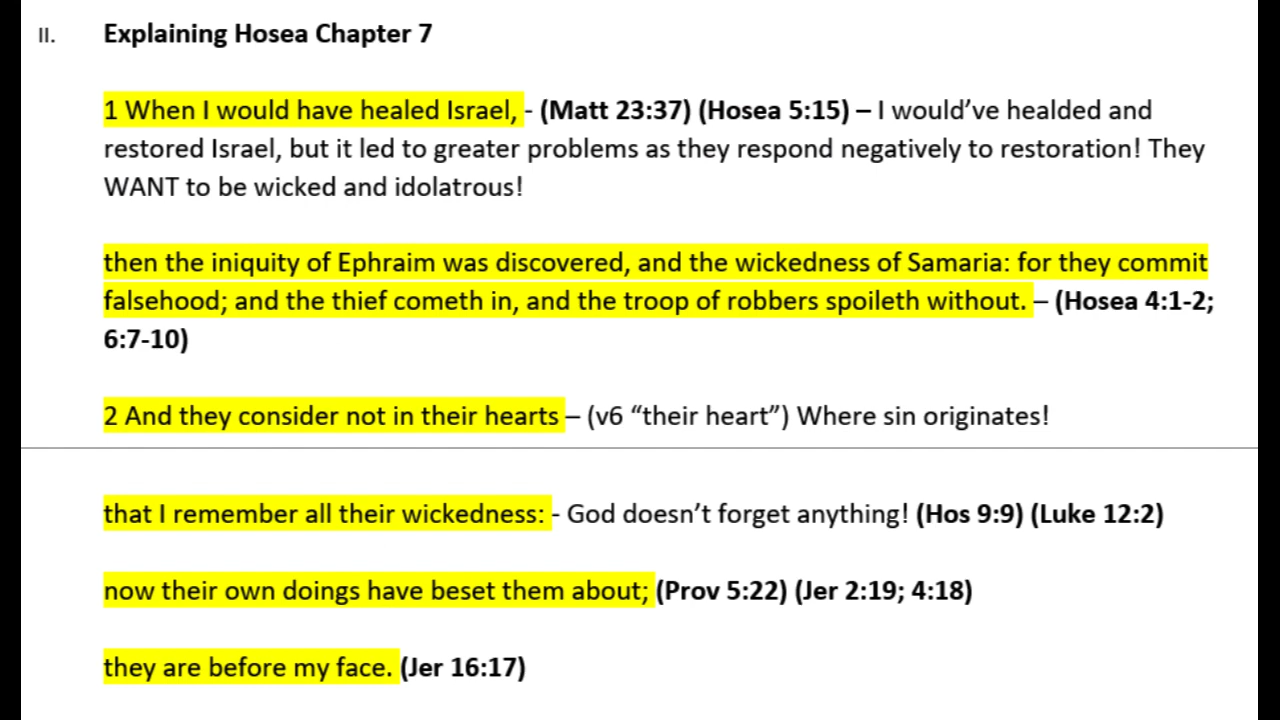 II. Explaining Hosea Chapter 7
1 When I would have healed Israel, - (Matt 23:37) (Hosea 5:15) – I would’ve healded and
restored Israel, but it led to greater problems as they respond negatively to restoration! They
WANT to be wicked and idolatrous!
then the iniquity of Ephraim was discovered, and the wickedness of Samaria: for they commit
falsehood; and the thief cometh in, and the troop of robbers spoileth without. – (Hosea 4:1-2;
6:7-10)
2 And they consider not in their hearts – (v6 “their heart”) Where sin originates!
that I remember all their wickedness: - God doesn’t forget anything! (Hos 9:9) (Luke 12:2)
now their own doings have beset them about; (Prov 5:22) (Jer 2:19; 4:18)
they are before my face. (Jer 16:17)